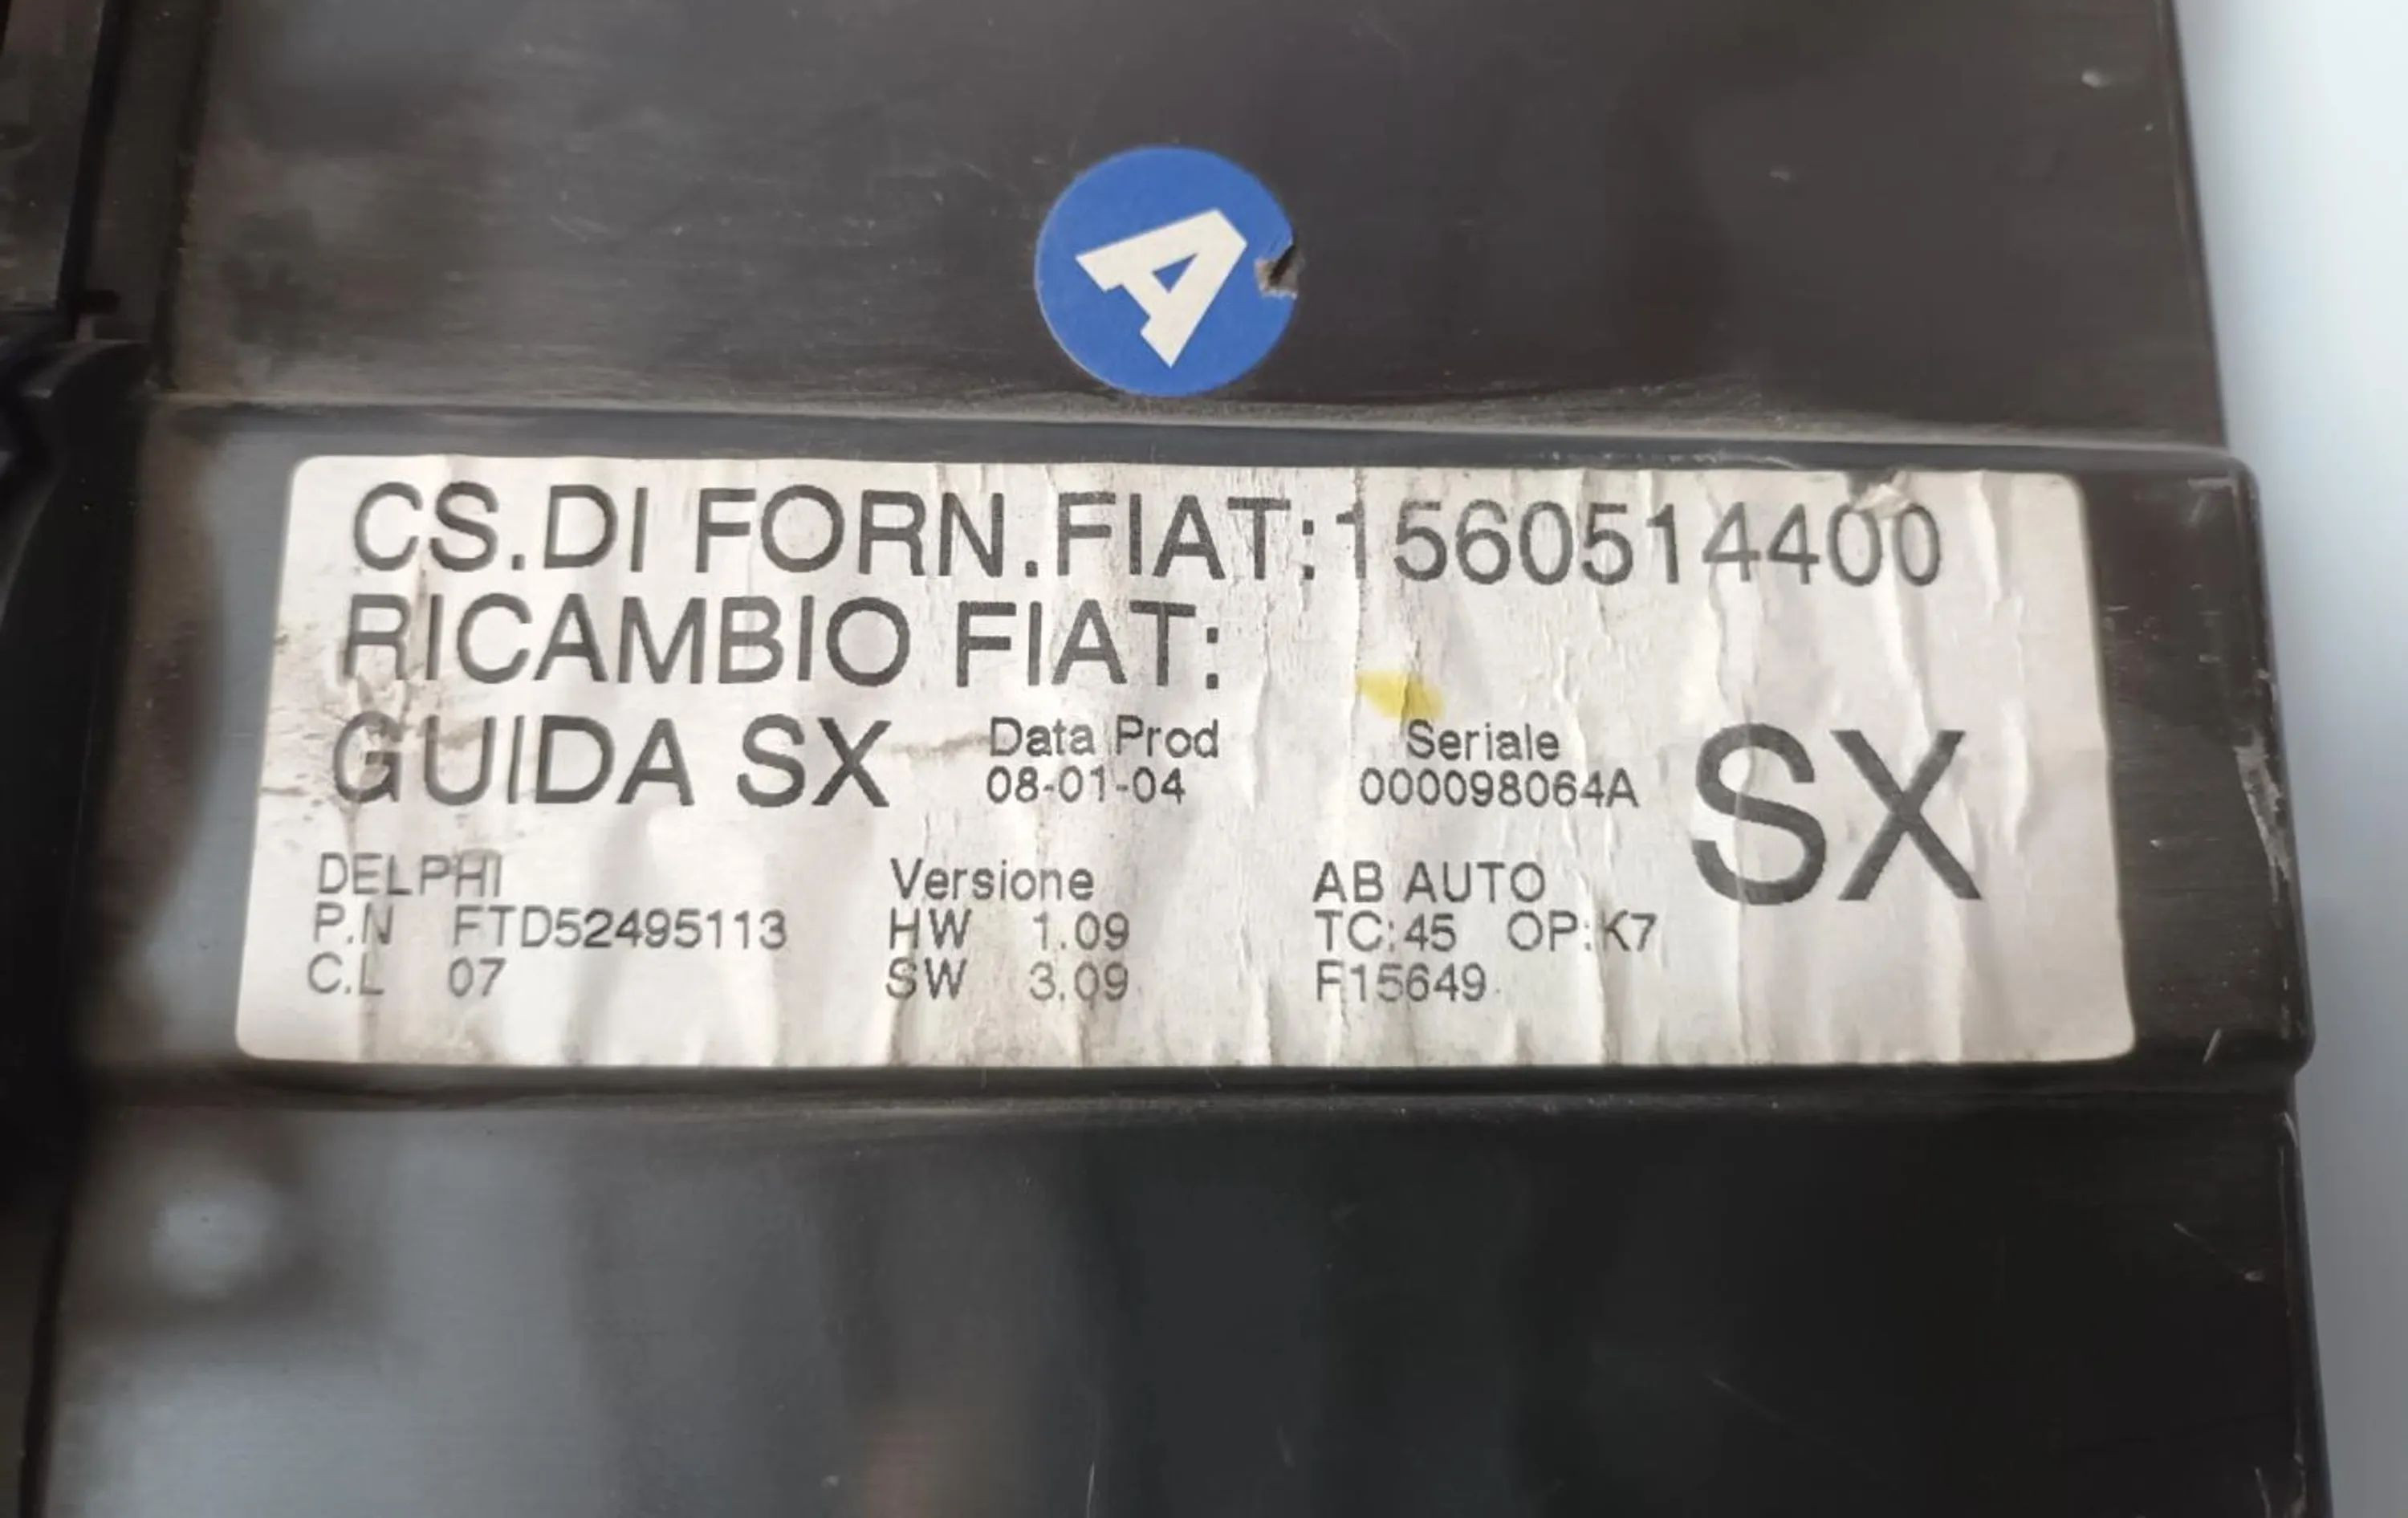 A
CS.DI FORN.FIAT:1560514400
RICAMBIO FIAT:
GUIDA SX
Data Prod
08-01-04
Seriale
000098064A
SX
DELPHI
P.N FTD52495113
C.L 07
Versione
HW 1.09
SW 3.09
AB AUTO
TC:45 OP:K7
F15649